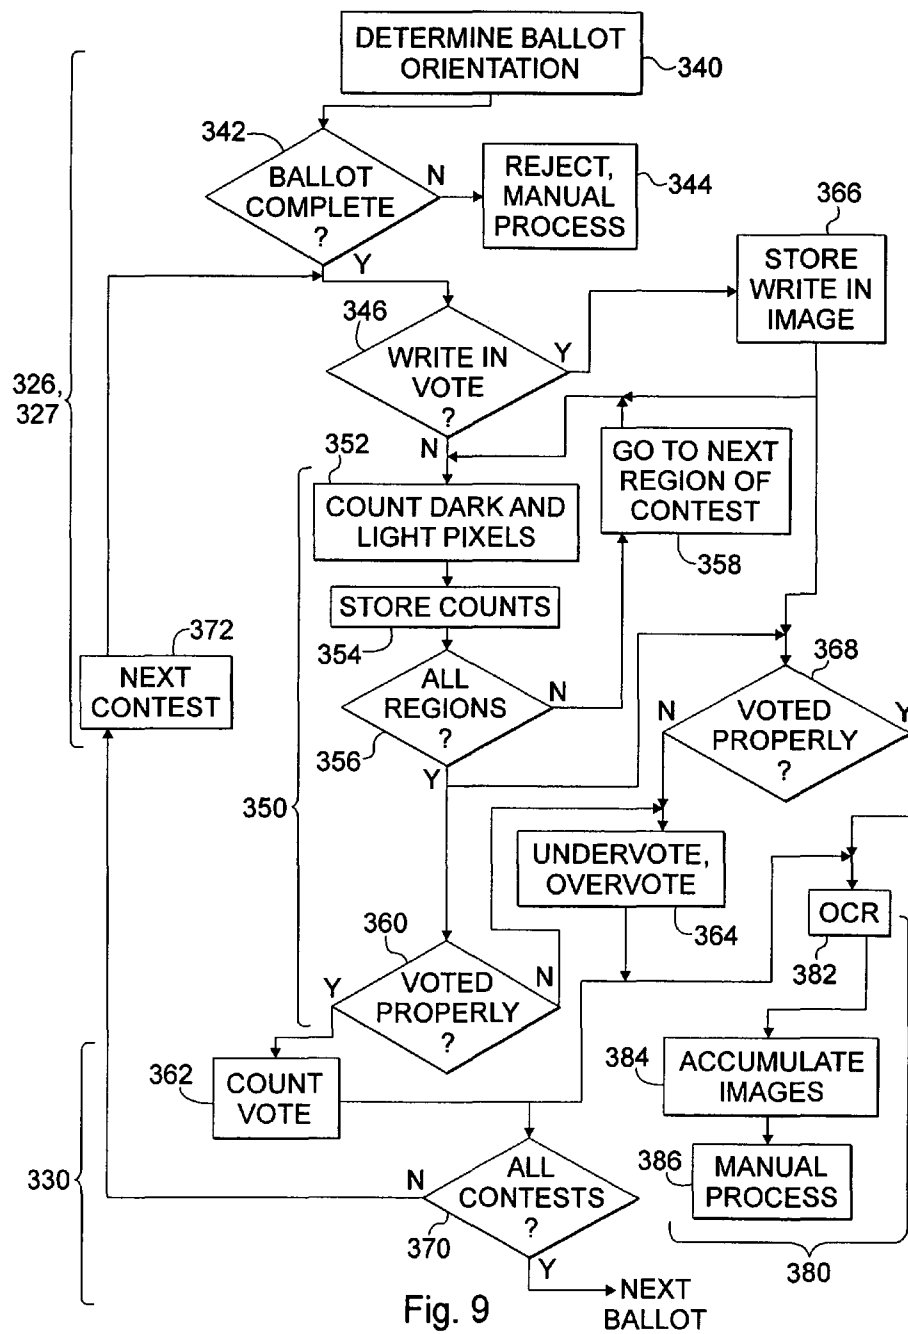 DETERMINE BALLOT
ORIENTATION
340
342
BALLOT
COMPLETE
?
N
Y
REJECT,
MANUAL
PROCESS
344
366
STORE
WRITE IN
IMAGE
346
WRITE IN
VOTE
?
Y
N
326,
327
352
COUNT DARK AND
LIGHT PIXELS
GO TO NEXT
REGION OF
CONTEST
358
STORE COUNTS
354
372
NEXT
CONTEST
ALL
REGIONS
?
N
356
Y
368
N
VOTED
PROPERLY
?
Y
350
UNDERVOTE,
OVERVOTE
364
OCR
382
360
Y
VOTED
PROPERLY
?
N
362
COUNT
VOTE
384
ACCUMULATE
IMAGES
330
N
ALL
CONTESTS
?
370
Y
386
MANUAL
PROCESS
380
NEXT
BALLOT
Fig. 9